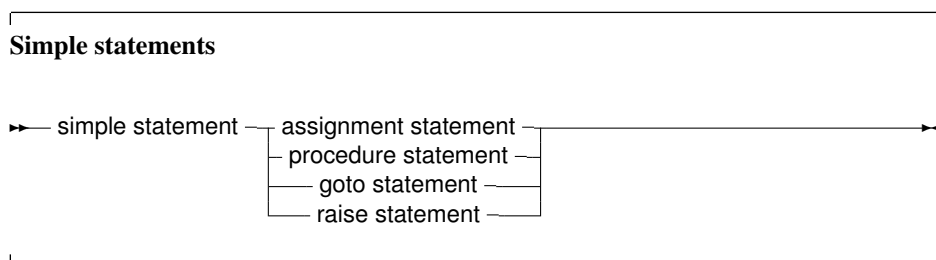 Simple statements
simple statement assignment statement
procedure statement
goto statement
raise statement